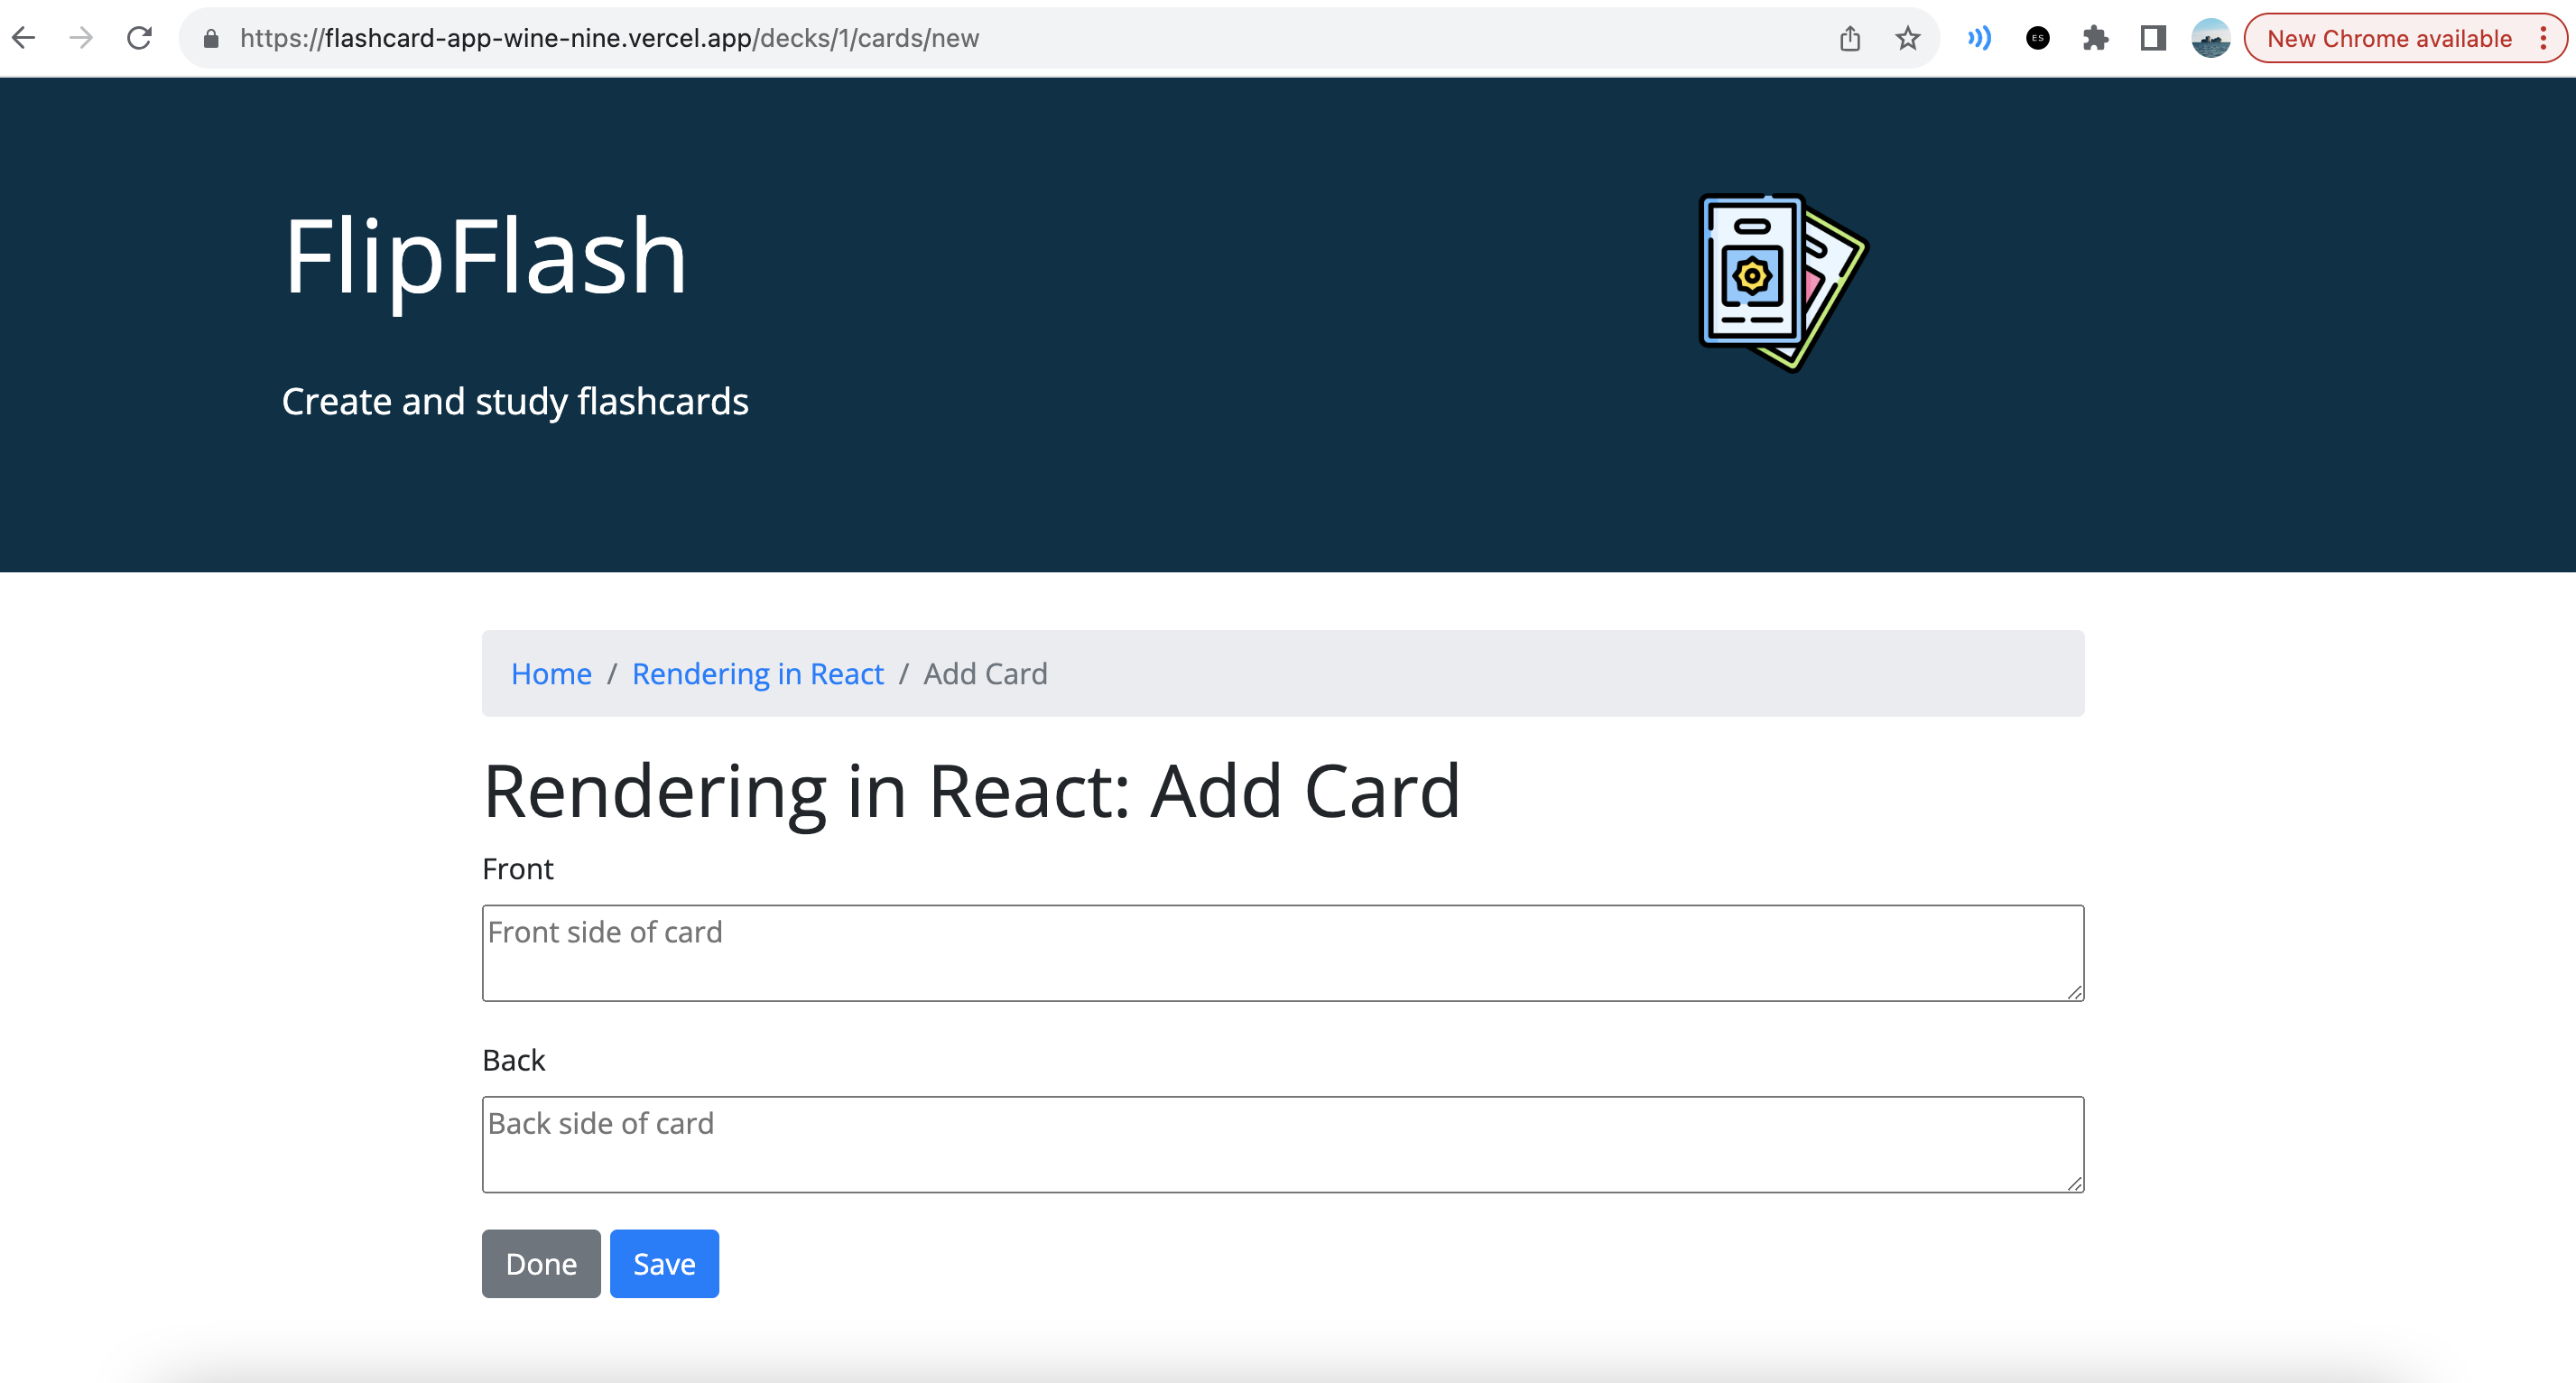 https://flashcard-app-wine-nine.vercel.app/decks/1/cards/new
ES
New Chrome available
FlipFlash
Create and study flashcards
Home / Rendering in React / Add Card
Rendering in React: Add Card
Front
Front side of card
Back
Back side of card
Done Save